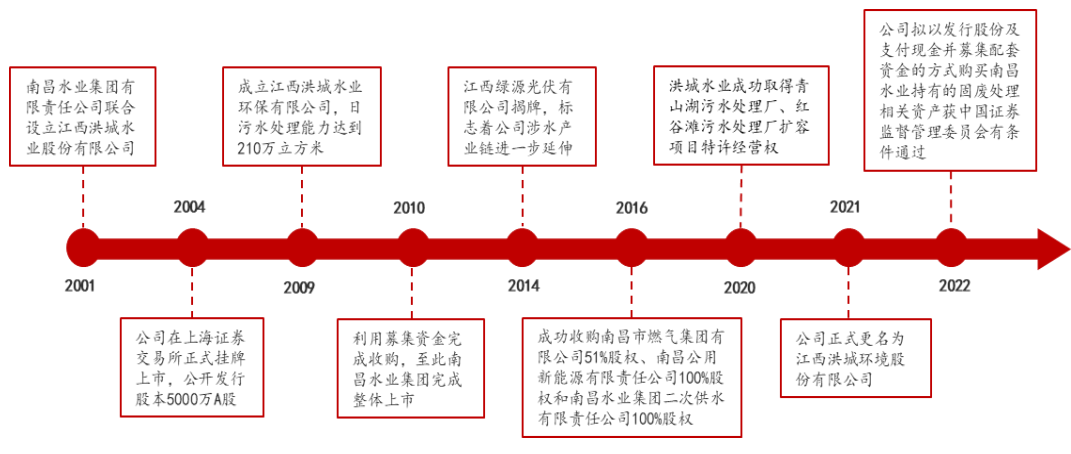 南昌水业集团有
限责任公司联合
设立江西洪城水
业股份有限公司
2001
2004
公司在上海证券
交易所正式挂牌
上市，公开发行
股本5000万A股
成立江西洪城水业
环保有限公司，日
污水处理能力达到
210万立方米
2009
2010
利用募集资金完
成收购，至此南
昌水业集团完成
整体上市
江西绿源光伏有
限公司揭牌，标
志着公司涉水产
业链进一步延伸
2014
2016
成功收购南昌市燃气集团有
限公司51%股权、南昌公用
新能源有限责任公司100%股
权和南昌水业集团二次供水
有限责任公司100%股权
洪城水业成功取得青
山湖污水处理厂、红
谷滩污水处理厂扩容
项目特许经营权
2020
2021
公司正式更名为
江西洪城环境股
份有限公司
公司拟以发行股份及
支付现金并募集配套
资金的方式购买南昌
水业持有的固废处理
相关资产获中国证券
监督管理委员会有条
件通过
2022